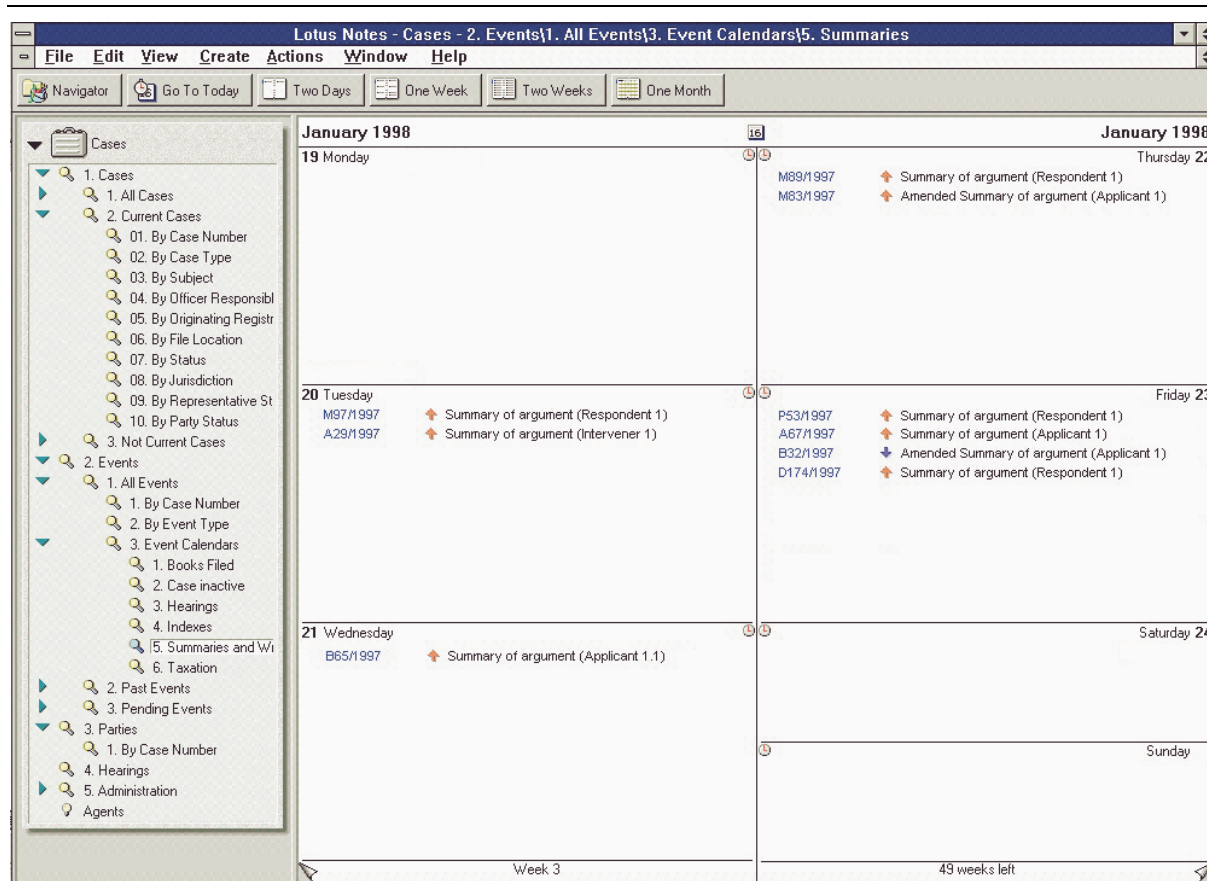 Lotus Notes - Cases - 2. Events\1. All Events\3. Event Calendars\5. Summaries
File Edit View Create Actions Window Help
Navigator Go To Today Two Days One Week Two Weeks One Month
Cases
1. Cases
1. All Cases
2. Current Cases
01. By Case Number
02. By Case Type
03. By Subject
04. By Officer Responsibl
05. By Originating Registr
06. By File Location
07. By Status
08. By Jurisdiction
09. By Representative St
10. By Party Status
3. Not Current Cases
2. Events
1. All Events
1. By Case Number
2. By Event Type
3. Event Calendars
1. Books Filed
2. Case inactive
3. Hearings
4. Indexes
5. Summaries and Wi
6. Taxation
2. Past Events
3. Pending Events
3. Parties
1. By Case Number
4. Hearings
5. Administration
Agents
January 1998 16 January 1998
19 Monday
20 Tuesday
M97/1997 Summary of argument (Respondent 1)
A29/1997 Summary of argument (Intervener 1)
21 Wednesday
B65/1997 Summary of argument (Applicant 1.1)
Week 3
Thursday 22
M89/1997 Summary of argument (Respondent 1)
M83/1997 Amended Summary of argument (Applicant 1)
Friday 23
P53/1997 Summary of argument (Respondent 1)
A67/1997 Summary of argument (Applicant 1)
B32/1997 Amended Summary of argument (Applicant 1)
D174/1997 Summary of argument (Respondent 1)
Saturday 24
Sunday
49 weeks left